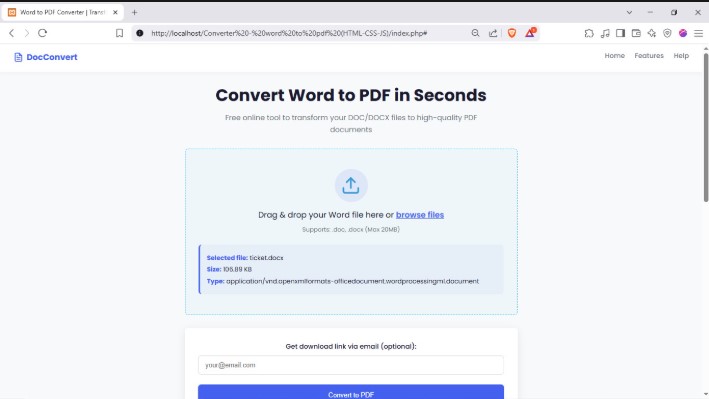 Word to PDF Converter | Transf
http://localhost/Converter%20-%20word%20to%20pdf%20(HTML-CSS-JS)/index.php#
DocConvert
Home
Features
Help
Convert Word to PDF in Seconds
Free online tool to transform your DOC/DOCX files to high-quality PDF
documents
Drag & drop your Word file here or browse files
Supports: .doc, .docx (Max 20MB)
Selected file: ticket.docx
Size: 106.89 KB
Type: application/vnd.openxmlformats-officedocument.wordprocessingml.document
Get download link via email (optional):
your@email.com
Convert to PDF